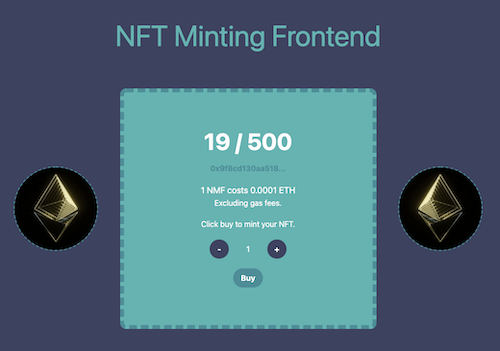 NFT Minting Frontend
19 / 500
0x9f6cd130aa518...
1 NMF costs 0.0001 ETH
Excluding gas fees.
Click buy to mint your NFT.
- 1 +
Buy